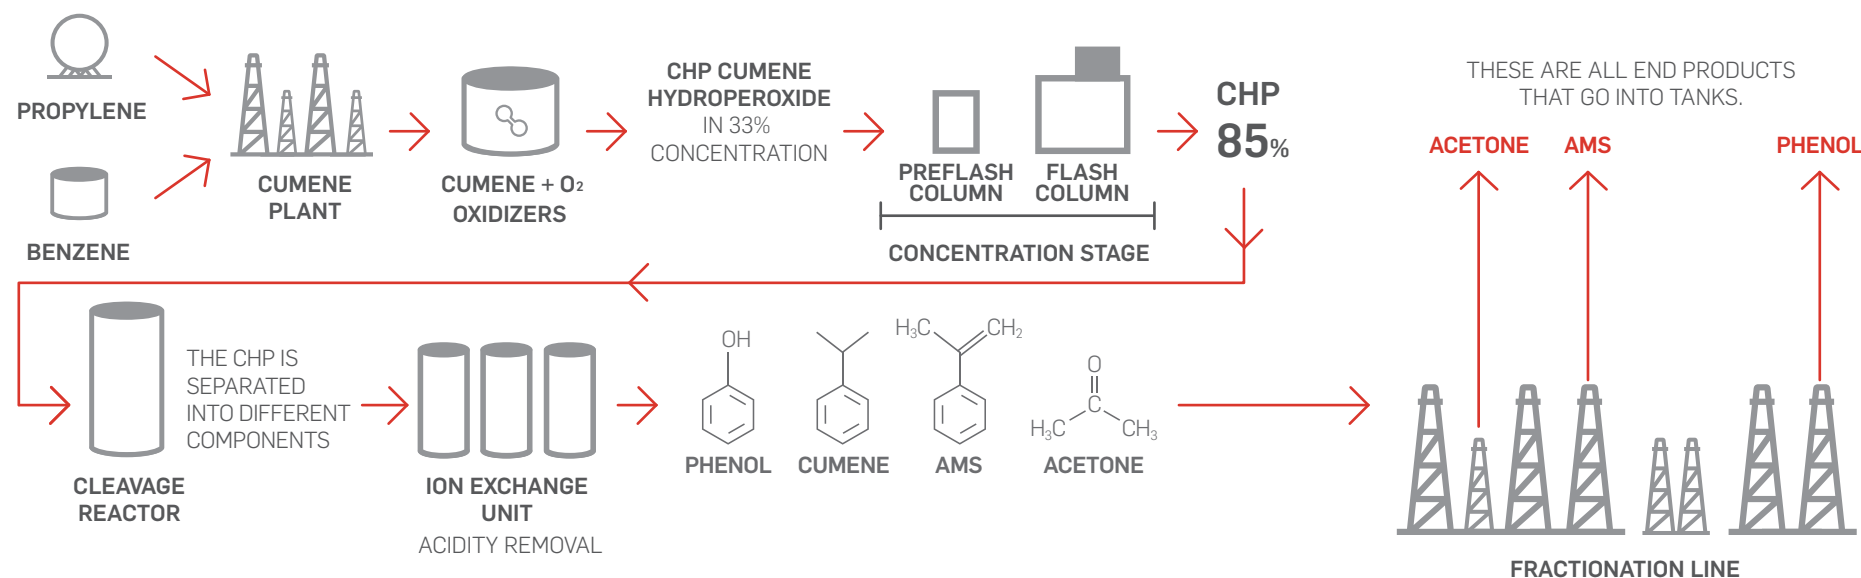 PROPYLENE
BENZENE
CUMENE
PLANT
CUMENE + O2
OXIDIZERS
CHP CUMENE
HYDROPEROXIDE
IN 33%
CONCENTRATION
PREFLASH
COLUMN
FLASH
COLUMN
CONCENTRATION STAGE
CHP
85%
THESE ARE ALL END PRODUCTS
THAT GO INTO TANKS.
ACETONE
AMS
PHENOL
CLEAVAGE
REACTOR
THE CHP IS
SEPARATED
INTO DIFFERENT
COMPONENTS
ION EXCHANGE
UNIT
ACIDITY REMOVAL
OH
PHENOL
CUMENE
H3C
CH2
AMS
O
C
H3C
CH3
ACETONE
FRACTIONATION LINE